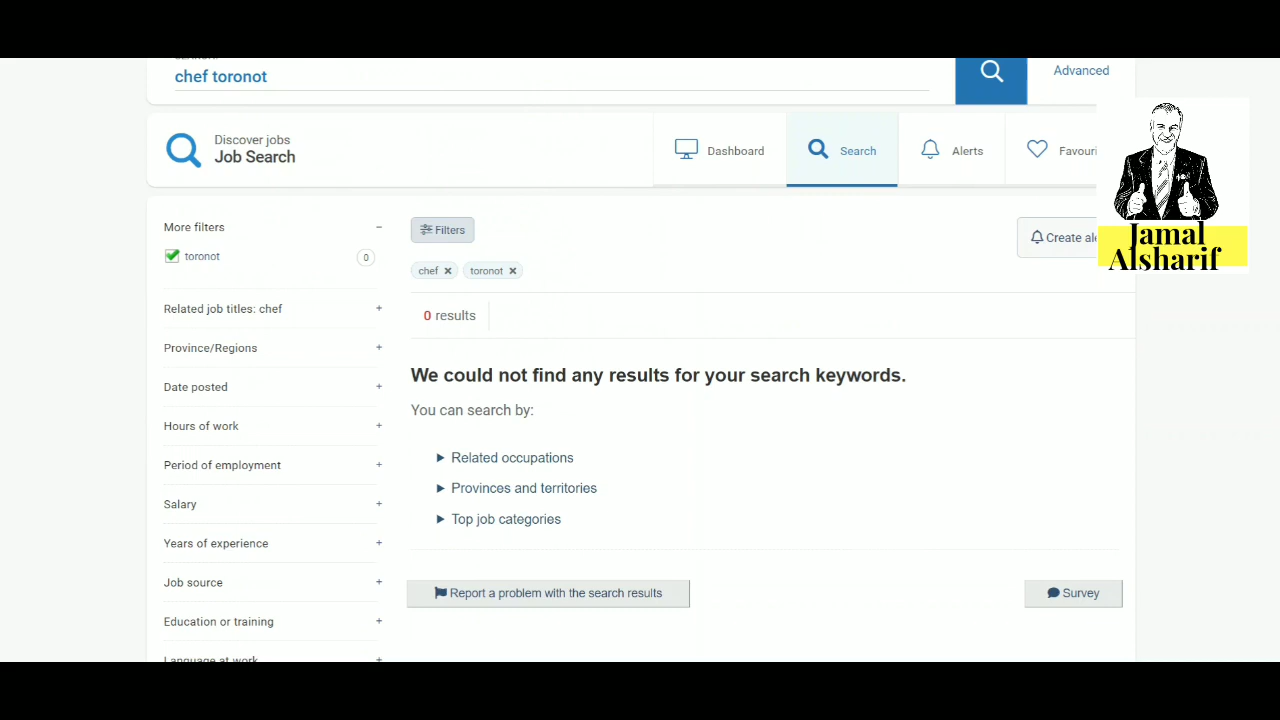 chef toronot
Advanced
Discover jobs
Job Search
Dashboard
Search
Alerts
Favouri
Jamal
Alsharif
More filters
toronot
0
Related job titles: chef
Province/Regions
Date posted
Hours of work
Period of employment
Salary
Years of experience
Job source
Education or training
Language at work
Filters
Create ale
chef
toronot
0 results
We could not find any results for your search keywords.
You can search by:
Related occupations
Provinces and territories
Top job categories
Report a problem with the search results
Survey